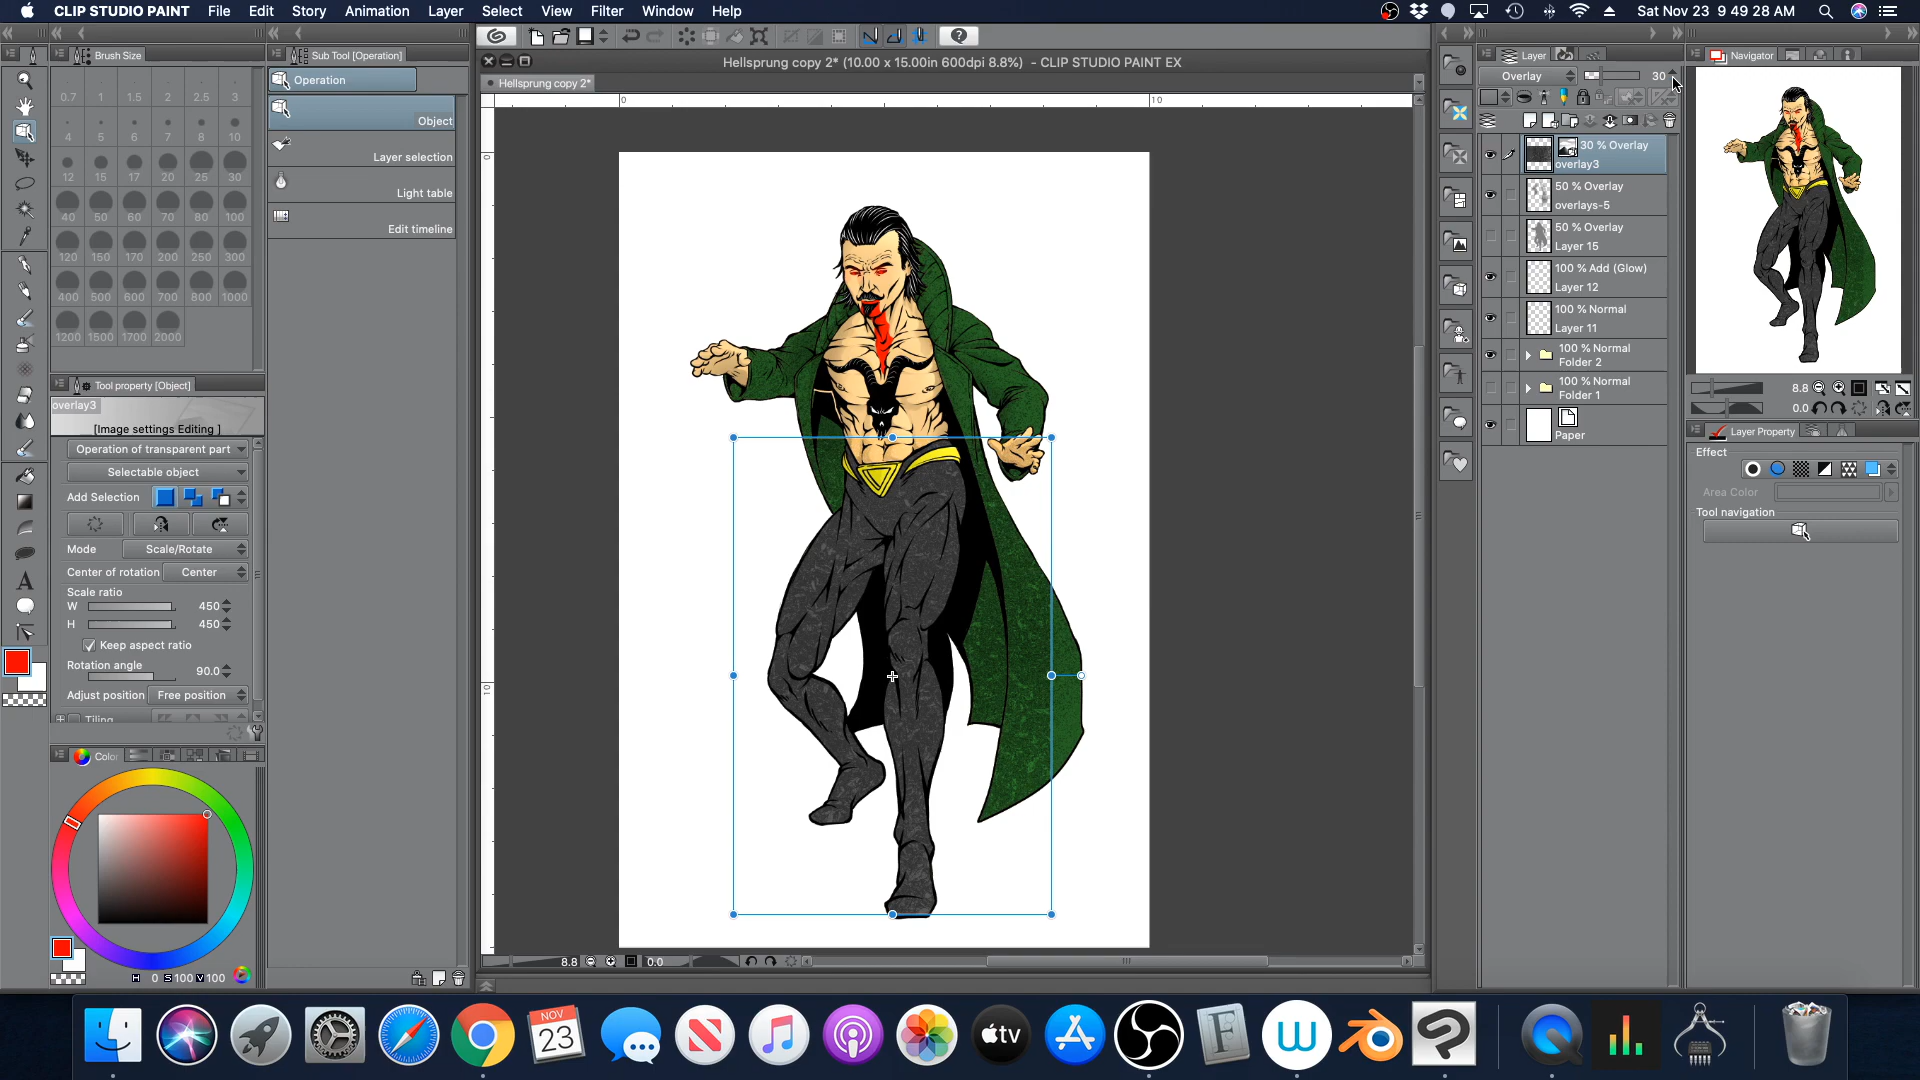 CLIP STUDIO PAINT File Edit Story Animation Layer Select View Filter Window Help Sat Nov 23 9 49 28 AM
Brush Size
Sub Tool [Operation]
Operation
Object
Layer selection
Light table
Edit timeline
0.7 1 1.5 2 2.5 3
4 5 6 7 8 10
12 15 17 20 25 30
40 50 60 70 80 100
120 150 170 200 250 300
400 500 600 700 800 1000
1200 1500 1700 2000
Tool property [Object]
overlay3
[Image settings Editing ]
Operation of transparent part
Selectable object
Add Selection
Mode Scale/Rotate
Center of rotation Center
Scale ratio
W 450
H 450
Keep aspect ratio
Rotation angle
90.0
Adjust position Free position
Tiling
Color
H 0 S 100 V 100
Hellsprung copy 2* (10.00 x 15.00in 600dpi 8.8%) - CLIP STUDIO PAINT EX
Hellsprung copy 2*
0 10
0
10
8.8 0.0
Layer
Overlay 30
30 % Overlay
overlay3
50 % Overlay
overlays-5
50 % Overlay
Layer 15
100 % Add (Glow)
Layer 12
100 % Normal
Layer 11
100 % Normal
Folder 2
100 % Normal
Folder 1
Paper
Navigator
8.8
0.0
Layer Property
Effect
Area Color
Tool navigation
NOV
23
tv